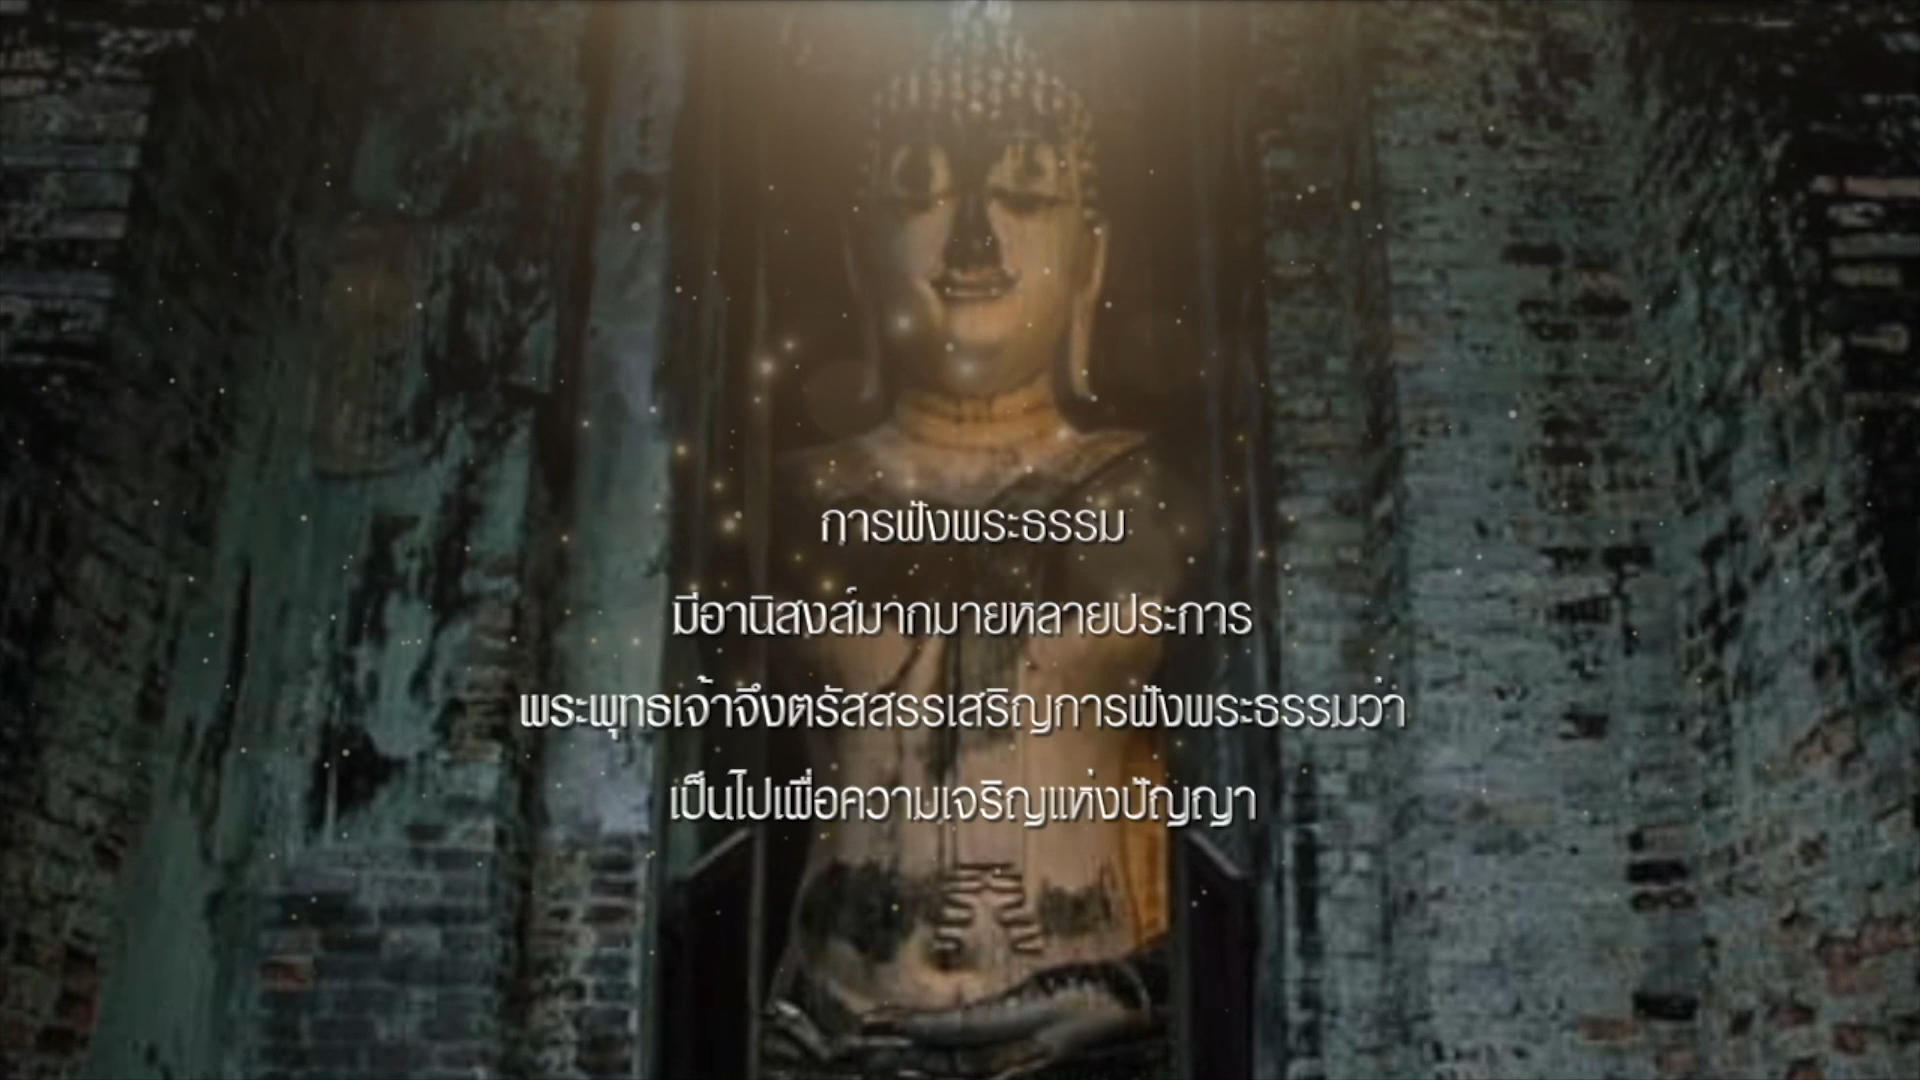 การฟังพระธรรม
มีอานิสงส์มากมายหลายประการ
พระพุทธเจ้าจึงตรัสสรรเสริญการฟังพระธรรมว่า
เป็นไปเพื่อความเจริญแห่งปัญญา